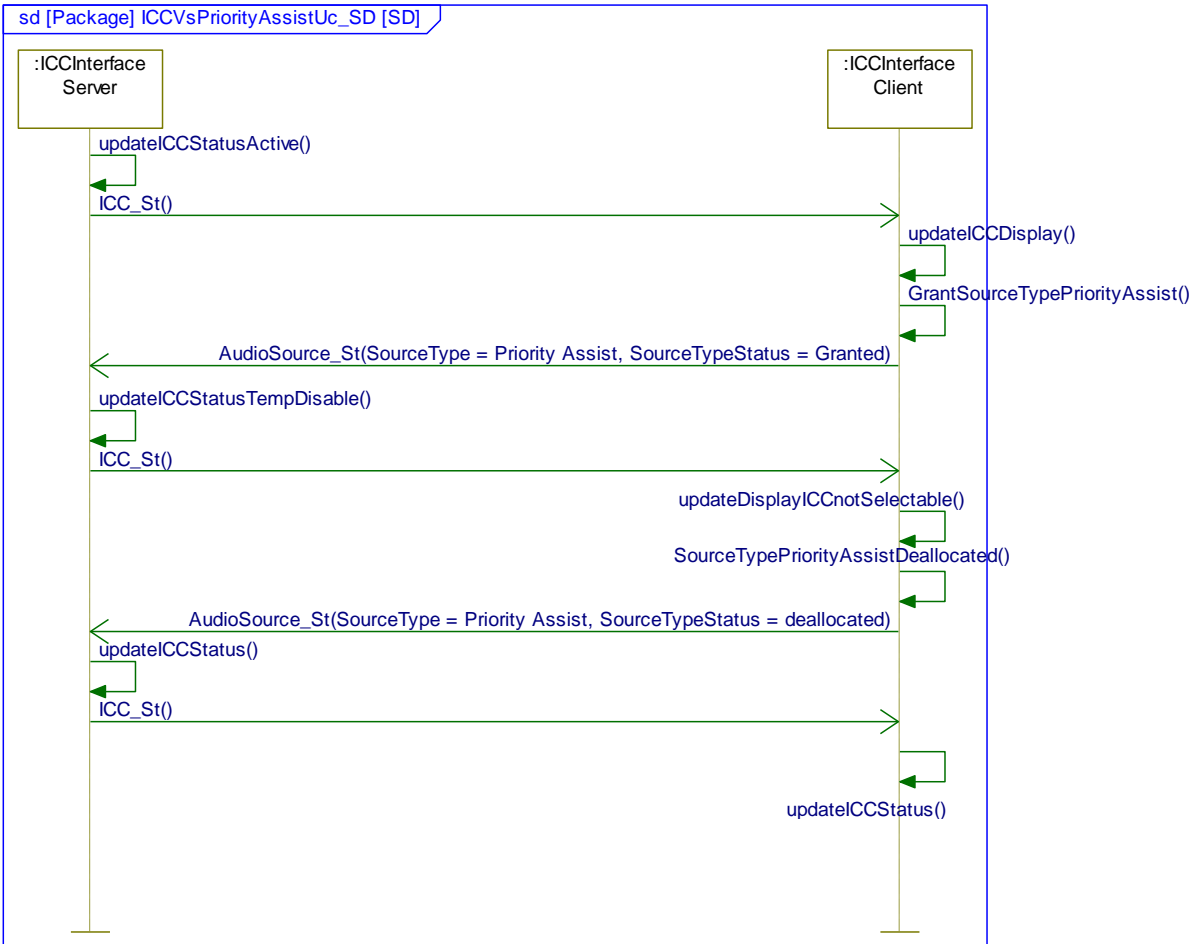 sd [Package] ICCVsPriorityAssistUc_SD [SD]
:ICCInterface
Server
:ICCInterface
Client
updateICCStatusActive()
ICC_St()
updateICCDisplay()
GrantSourceTypePriorityAssist()
AudioSource_St(SourceType = Priority Assist, SourceTypeStatus = Granted)
updateICCStatusTempDisable()
ICC_St()
updateDisplayICCnotSelectable()
SourceTypePriorityAssistDeallocated()
AudioSource_St(SourceType = Priority Assist, SourceTypeStatus = deallocated)
updateICCStatus()
ICC_St()
updateICCStatus()